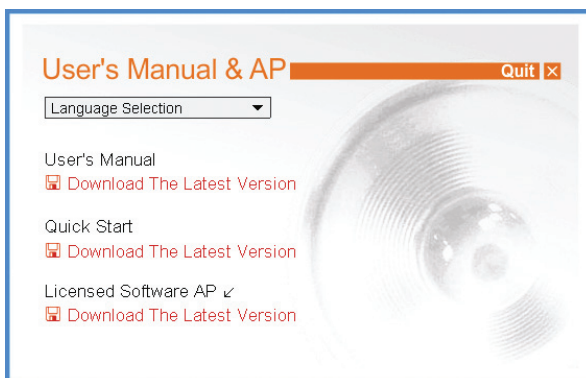 User's Manual & AP Quit
Language Selection
User's Manual
Download The Latest Version
Quick Start
Download The Latest Version
Licensed Software AP ↙
Download The Latest Version